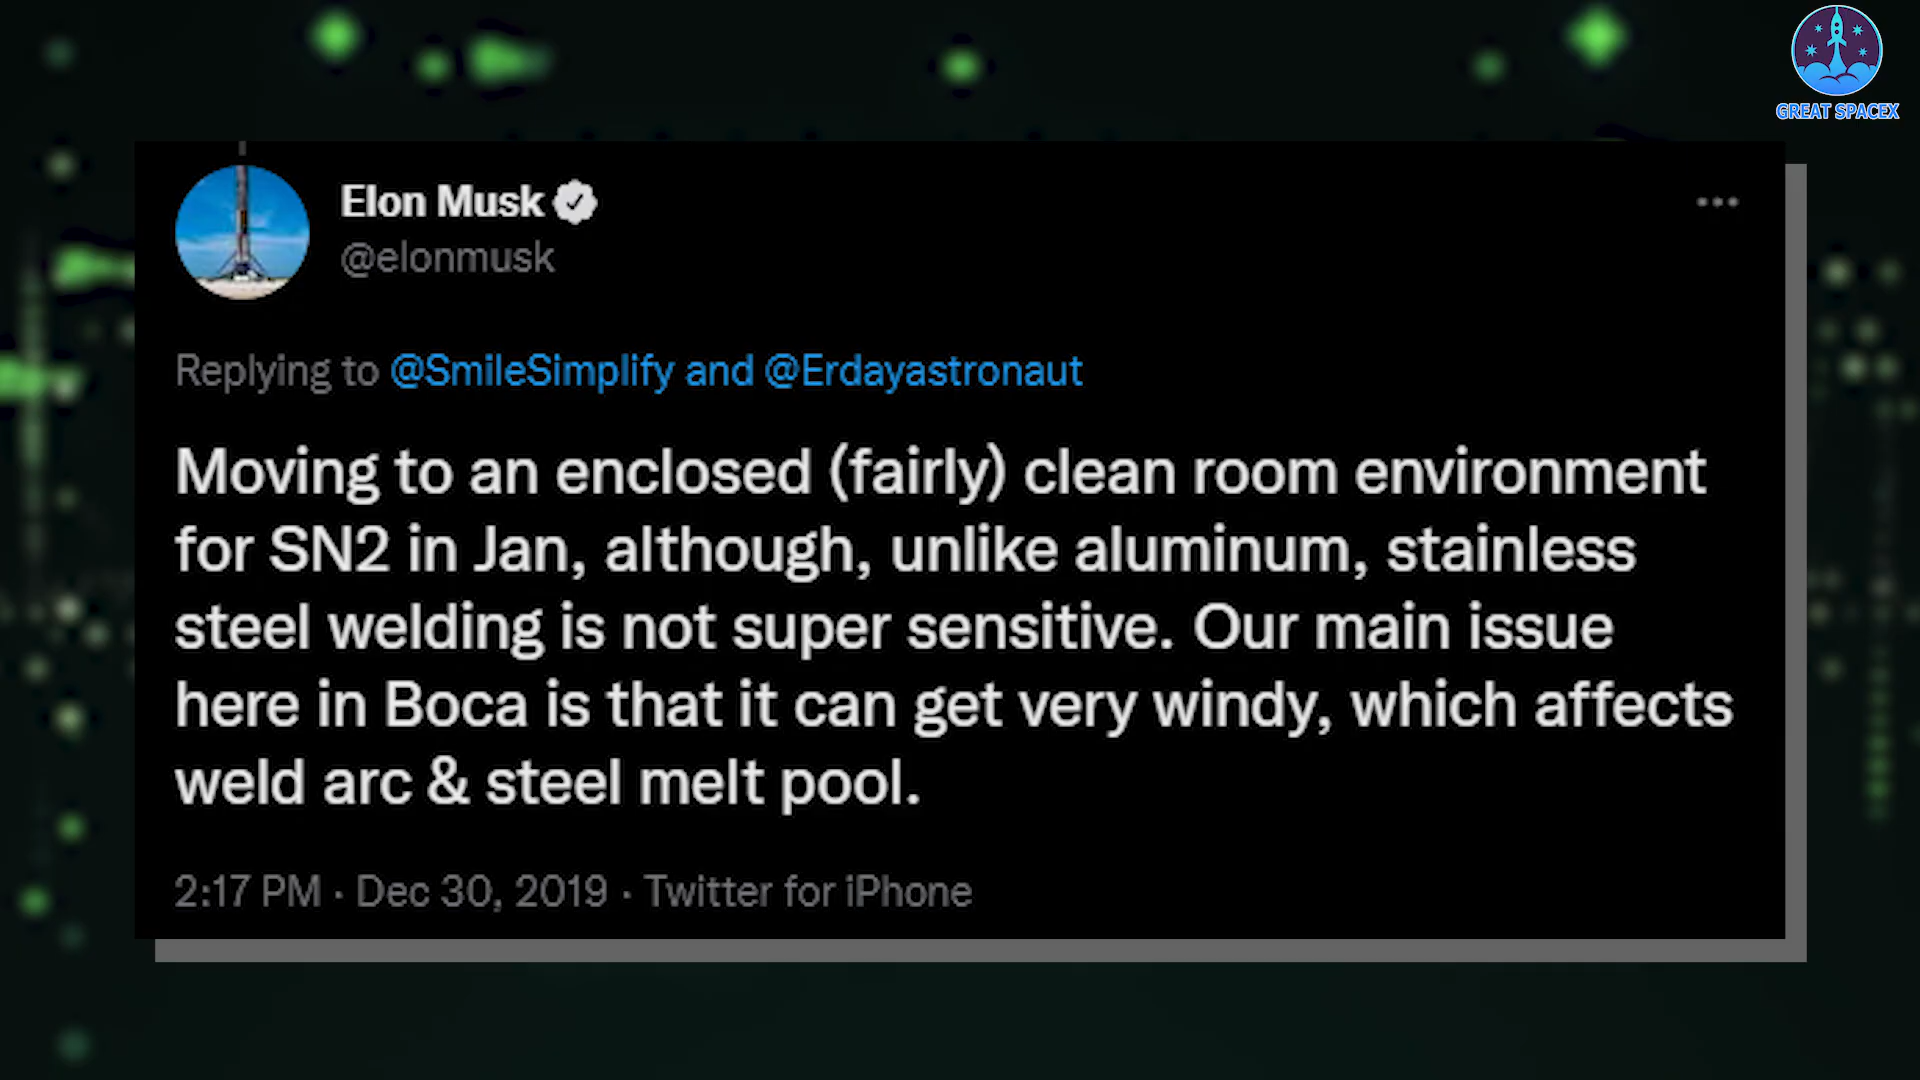 GREAT SPACEX
Elon Musk
@elonmusk
Replying to @SmileSimplify and @Erdayastronaut
Moving to an enclosed (fairly) clean room environment
for SN2 in Jan, although, unlike aluminum, stainless
steel welding is not super sensitive. Our main issue
here in Boca is that it can get very windy, which affects
weld arc & steel melt pool.
2:17 PM · Dec 30, 2019 · Twitter for iPhone